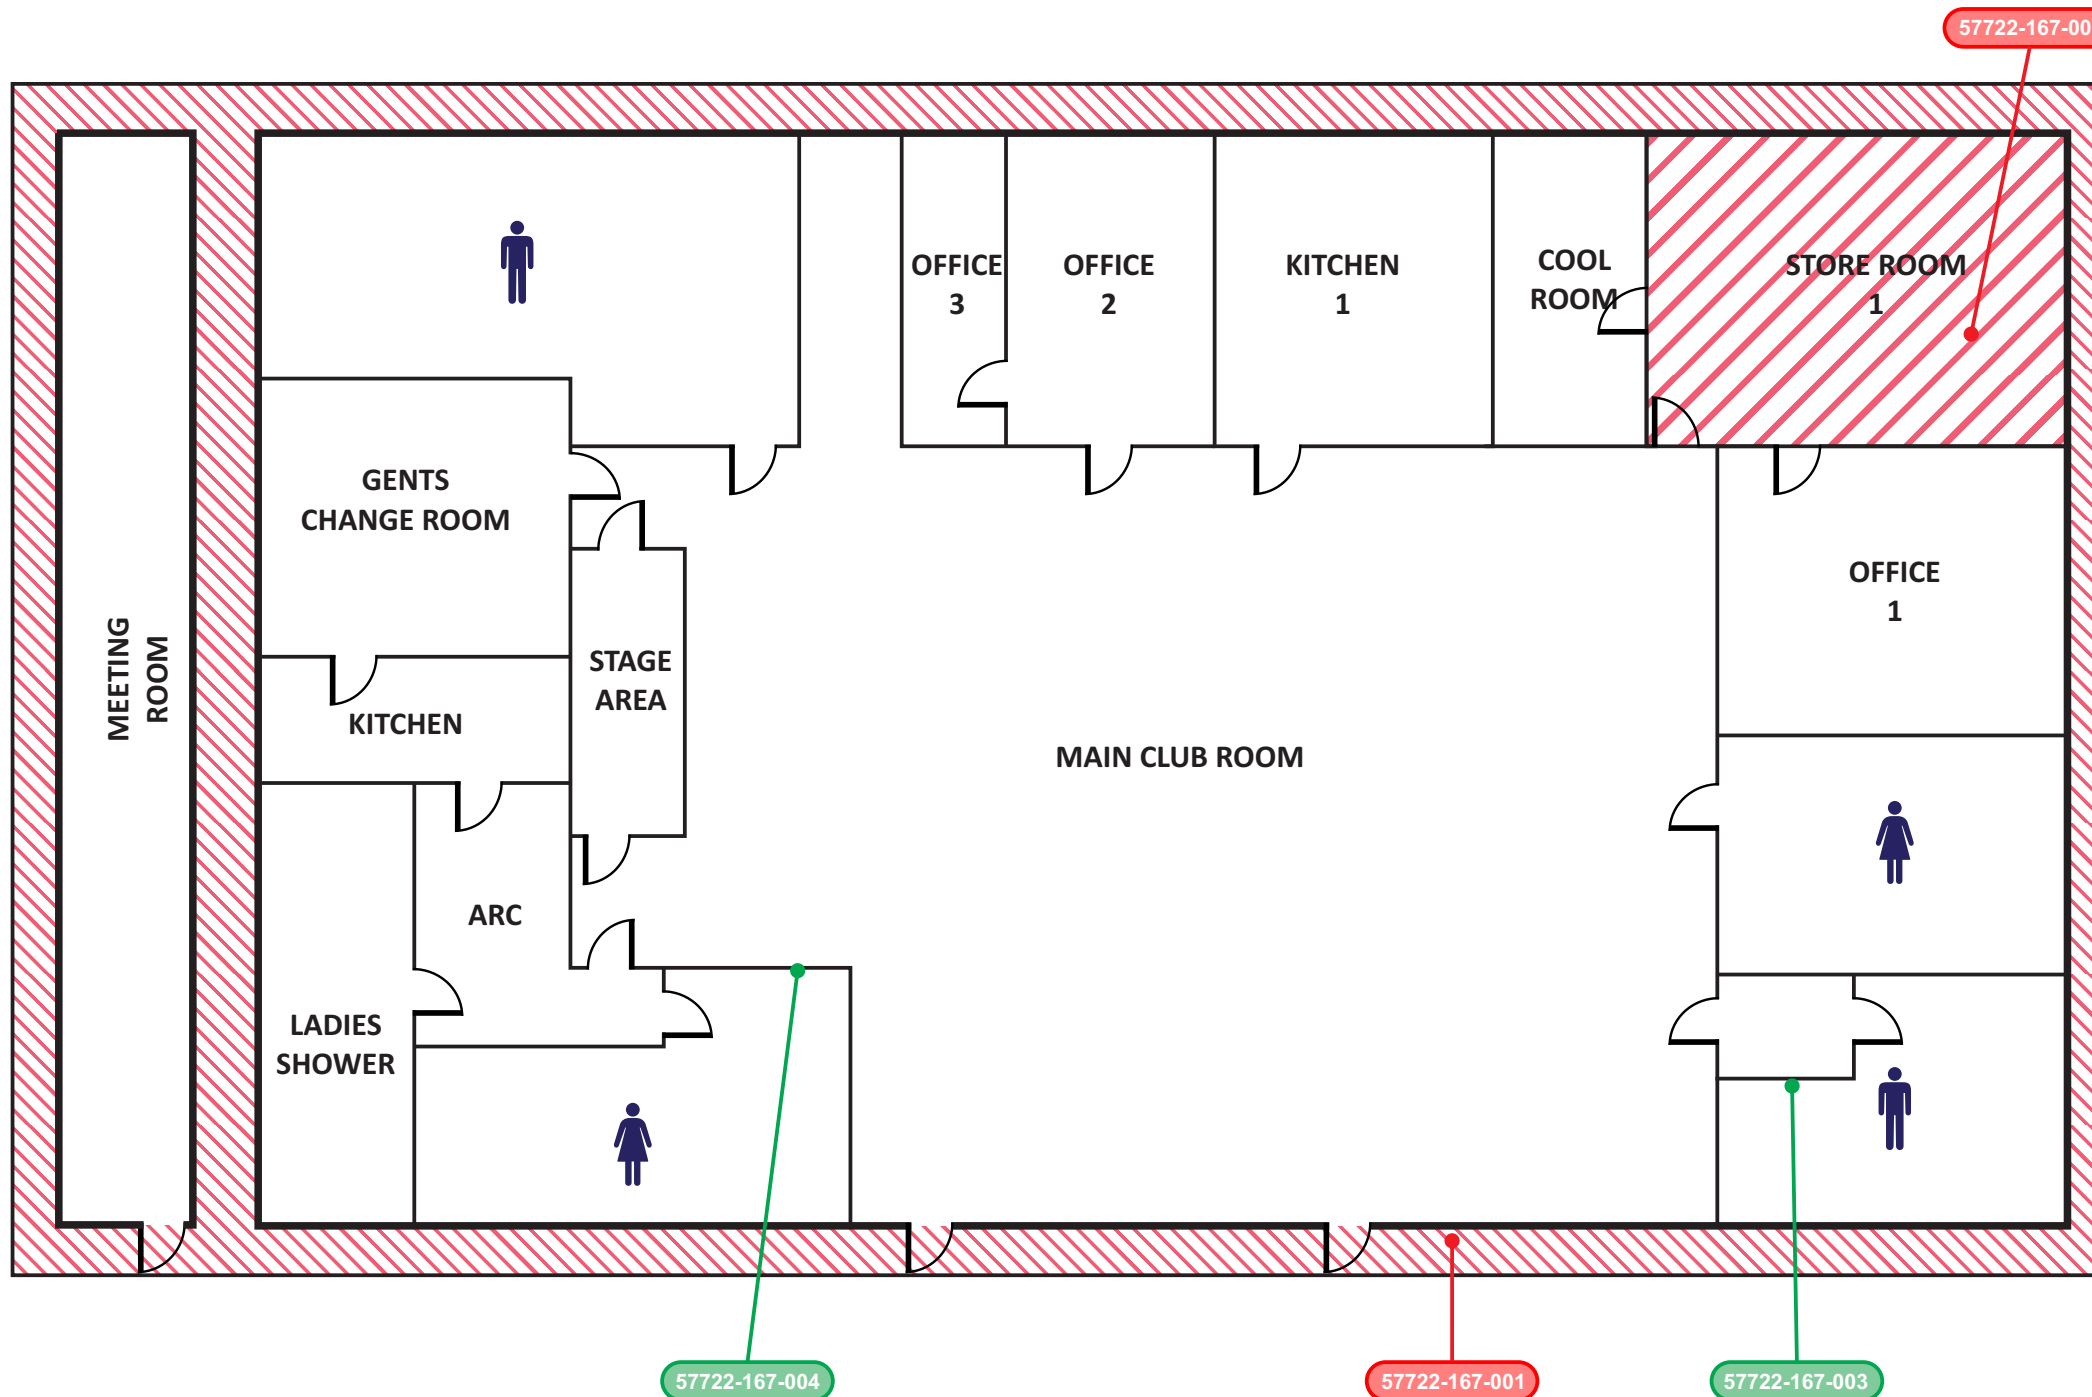 57722-167-00
OFFICE
3
OFFICE
2
KITCHEN
1
COOL
ROOM
STORE ROOM
1
GENTS
CHANGE ROOM
OFFICE
1
MEETING
ROOM
STAGE
AREA
KITCHEN
MAIN CLUB ROOM
ARC
LADIES
SHOWER
57722-167-004
57722-167-001
57722-167-003